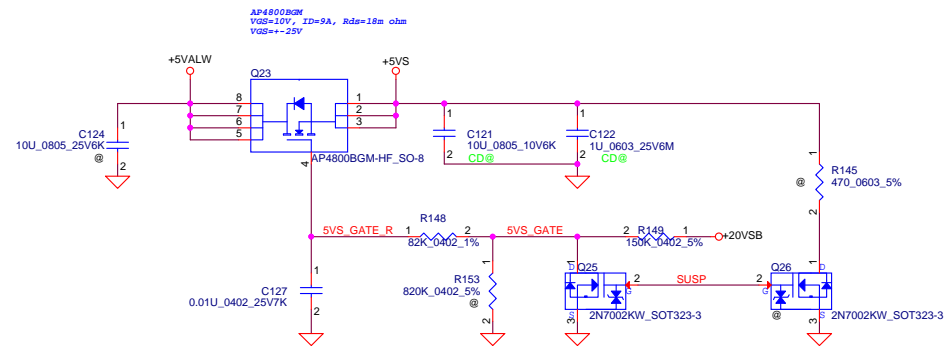 AP4800BGM
VGS=10V, ID=9A, Rds=18m ohm
VGS=+-25V
+5VALW
+5VS
Q23
8
7
6
5
1
2
3
4
AP4800BGM-HF_SO-8
1
C124
10U_0805_25V6K
@
2
1
C121
10U_0805_10V6K
2
CD@
1
C122
1U_0603_25V6M
2
CD@
1
R145
470_0603_5%
@
2
5VS_GATE_R
1
R148
2
82K_0402_1%
5VS_GATE
2
R149
1
150K_0402_5%
+20VSB
1
C127
0.01U_0402_25V7K
2
1
R153
820K_0402_5%
@
2
1
D
Q25
2
G
S
3
2N7002KW_SOT323-3
SUSP
1
D
Q26
2
G
@
S
3
2N7002KW_SOT323-3